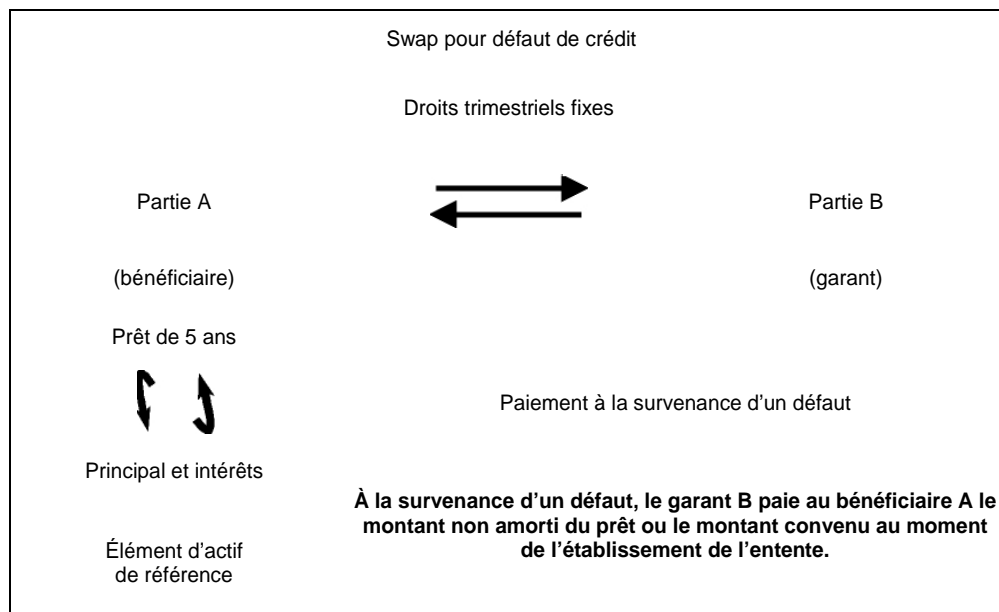 Swap pour défaut de crédit
Droits trimestriels fixes
Partie A
Partie B
(bénéficiaire)
(garant)
Prêt de 5 ans
Paiement à la survenance d’un défaut
Principal et intérêts
À la survenance d’un défaut, le garant B paie au bénéficiaire A le
montant non amorti du prêt ou le montant convenu au moment
de l’établissement de l’entente.
Élément d’actif
de référence